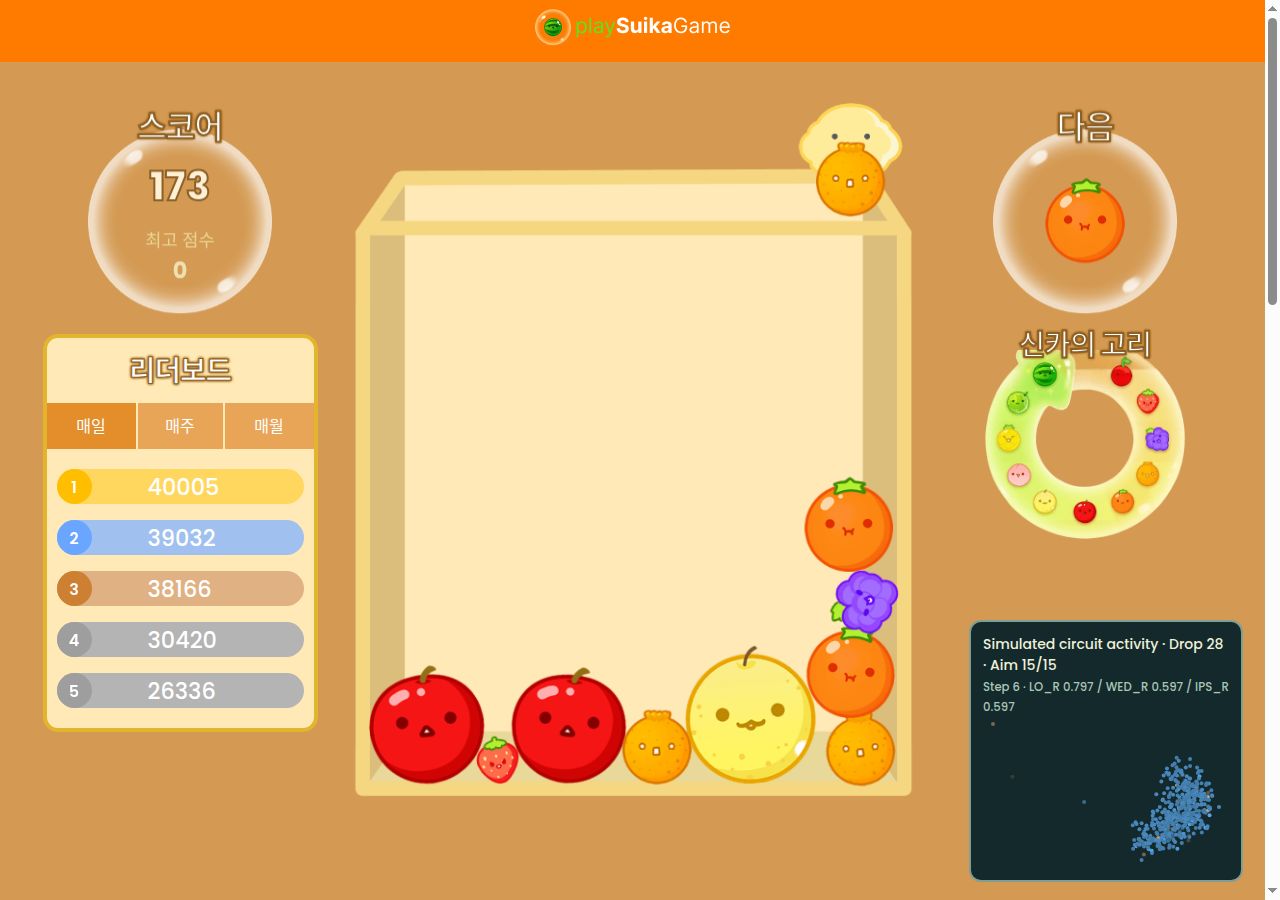 playSuikaGame
스코어
173
최고 점수
0
다음
신카의 고리
리더보드
매일 매주 매월
1 40005
2 39032
3 38166
4 30420
5 26336
Simulated circuit activity · Drop 28
· Aim 15/15
Step 6 · LO_R 0.797 / WED_R 0.597 / IPS_R
0.597